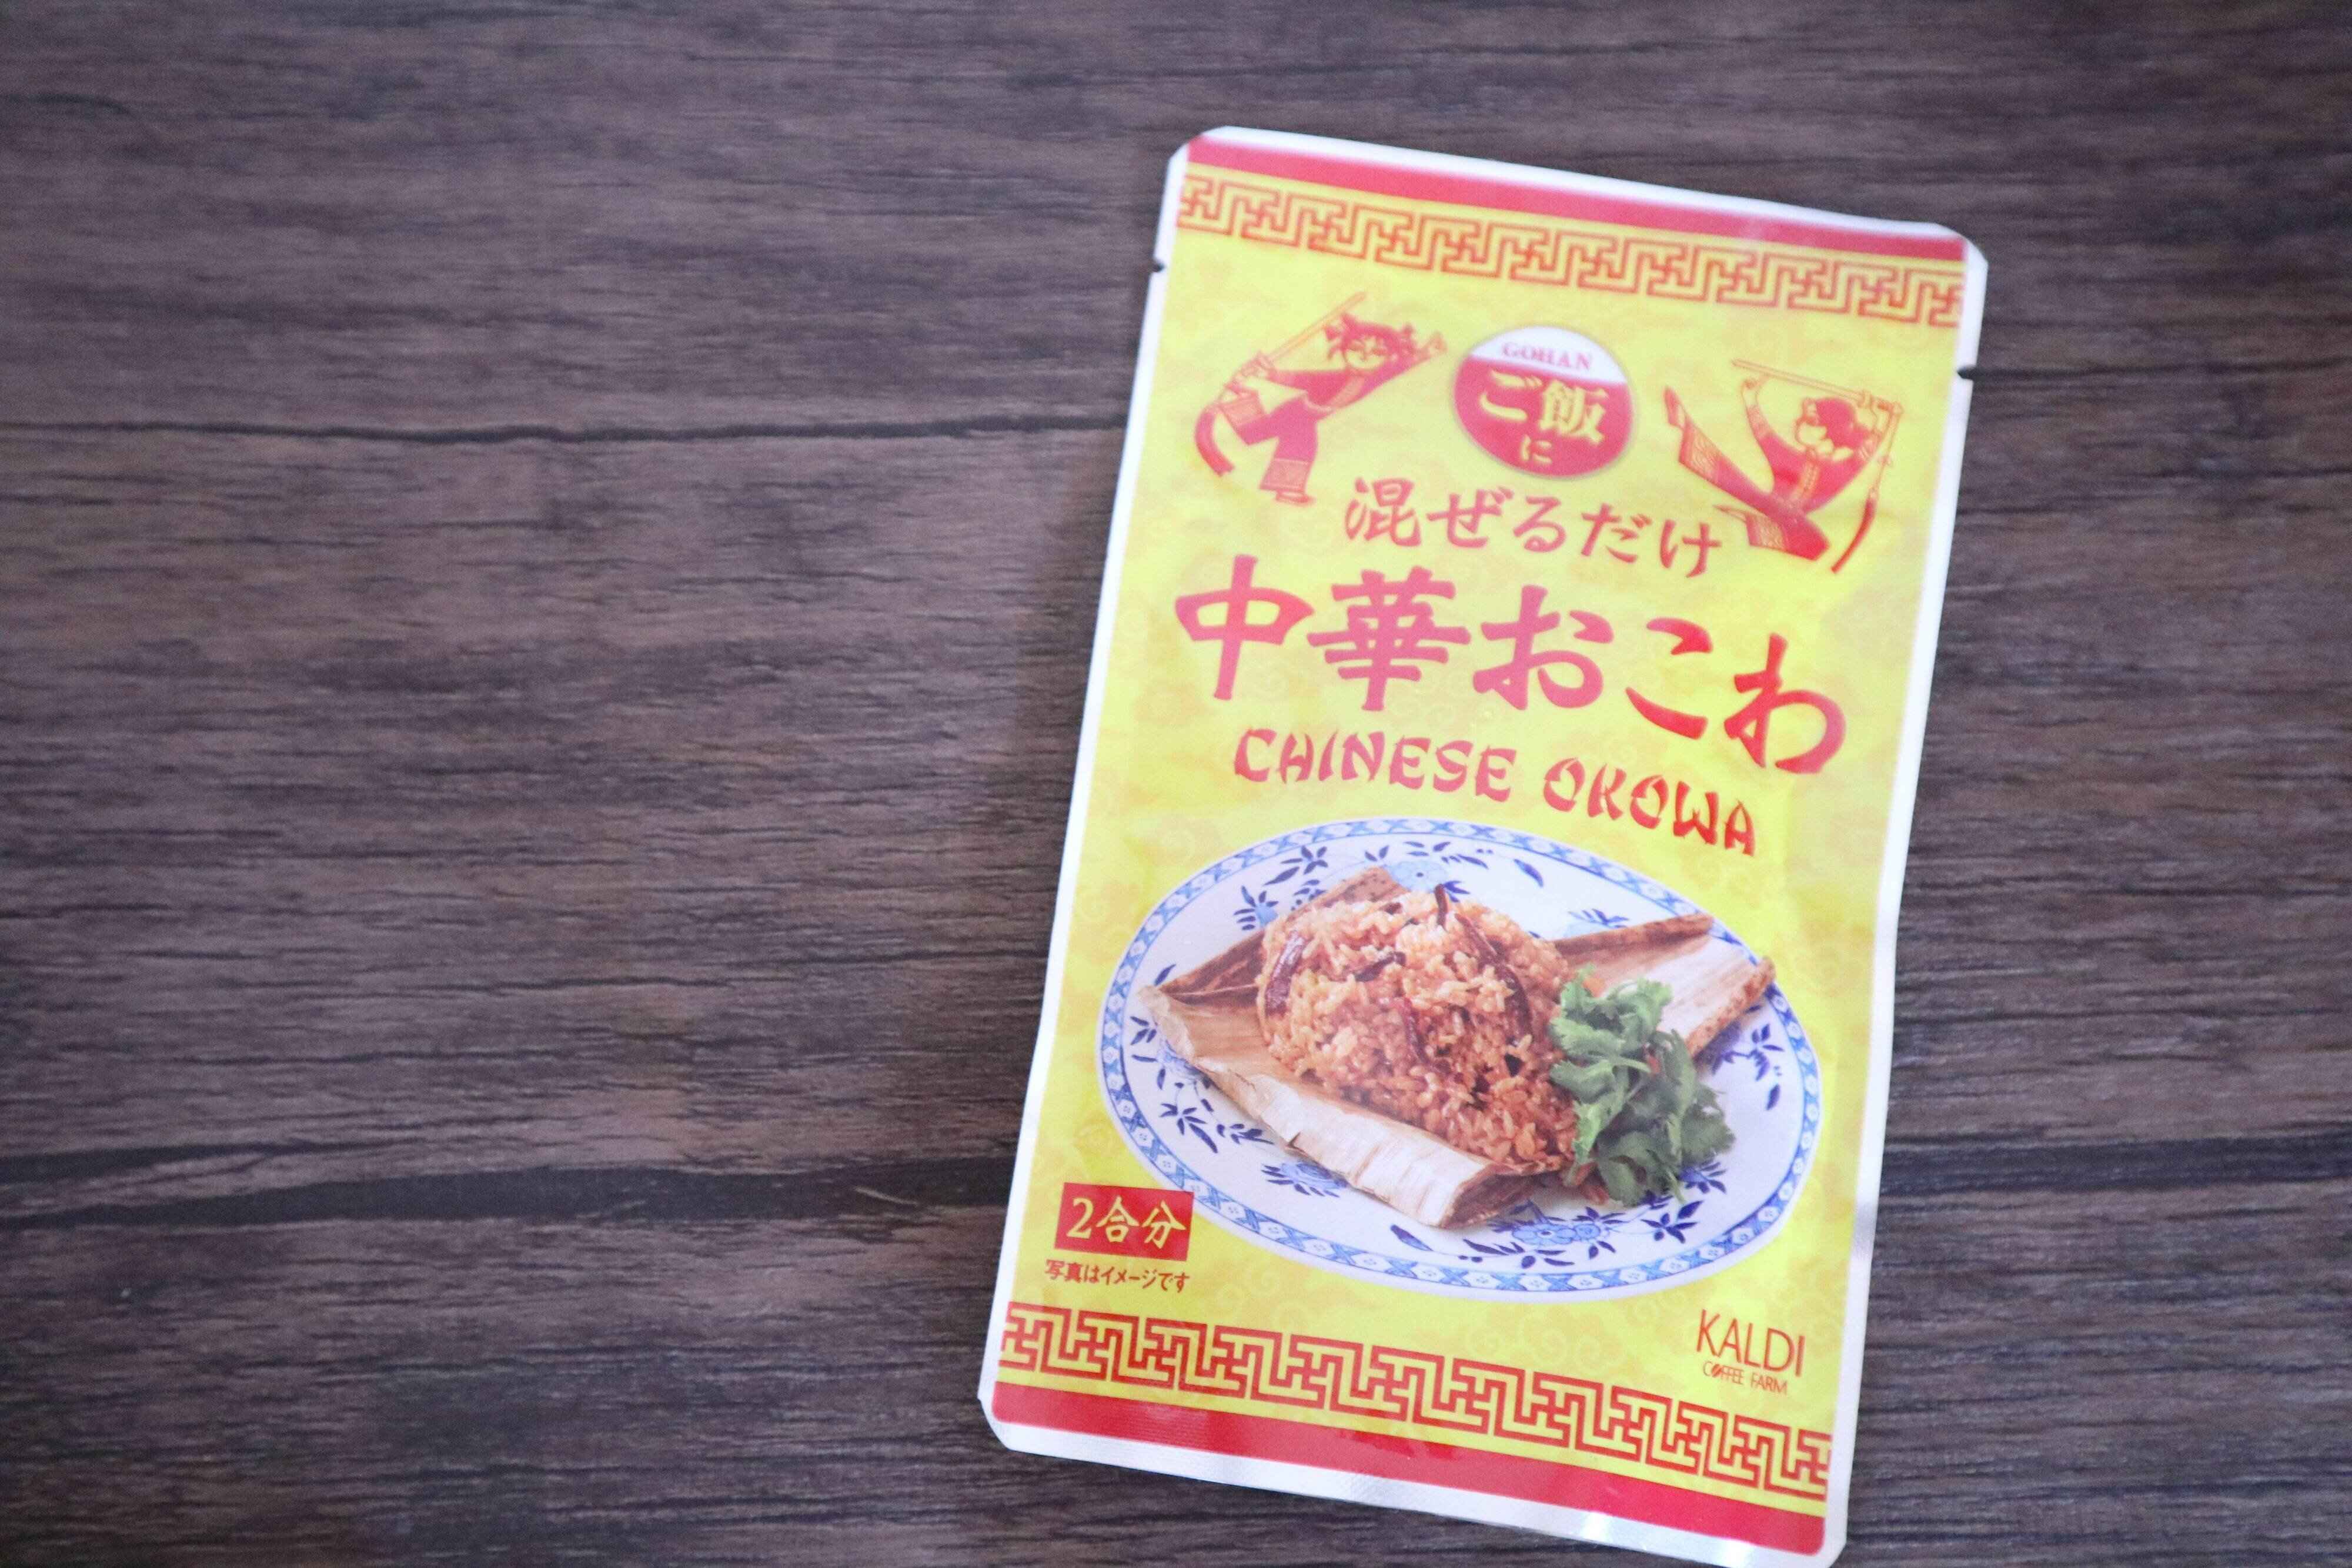 GOHAN
ご飯
に
混ぜるだけ
中華おこわ
CHINESE OKOWA
2合分
写真はイメージです
KALDI
COFFEE FARM